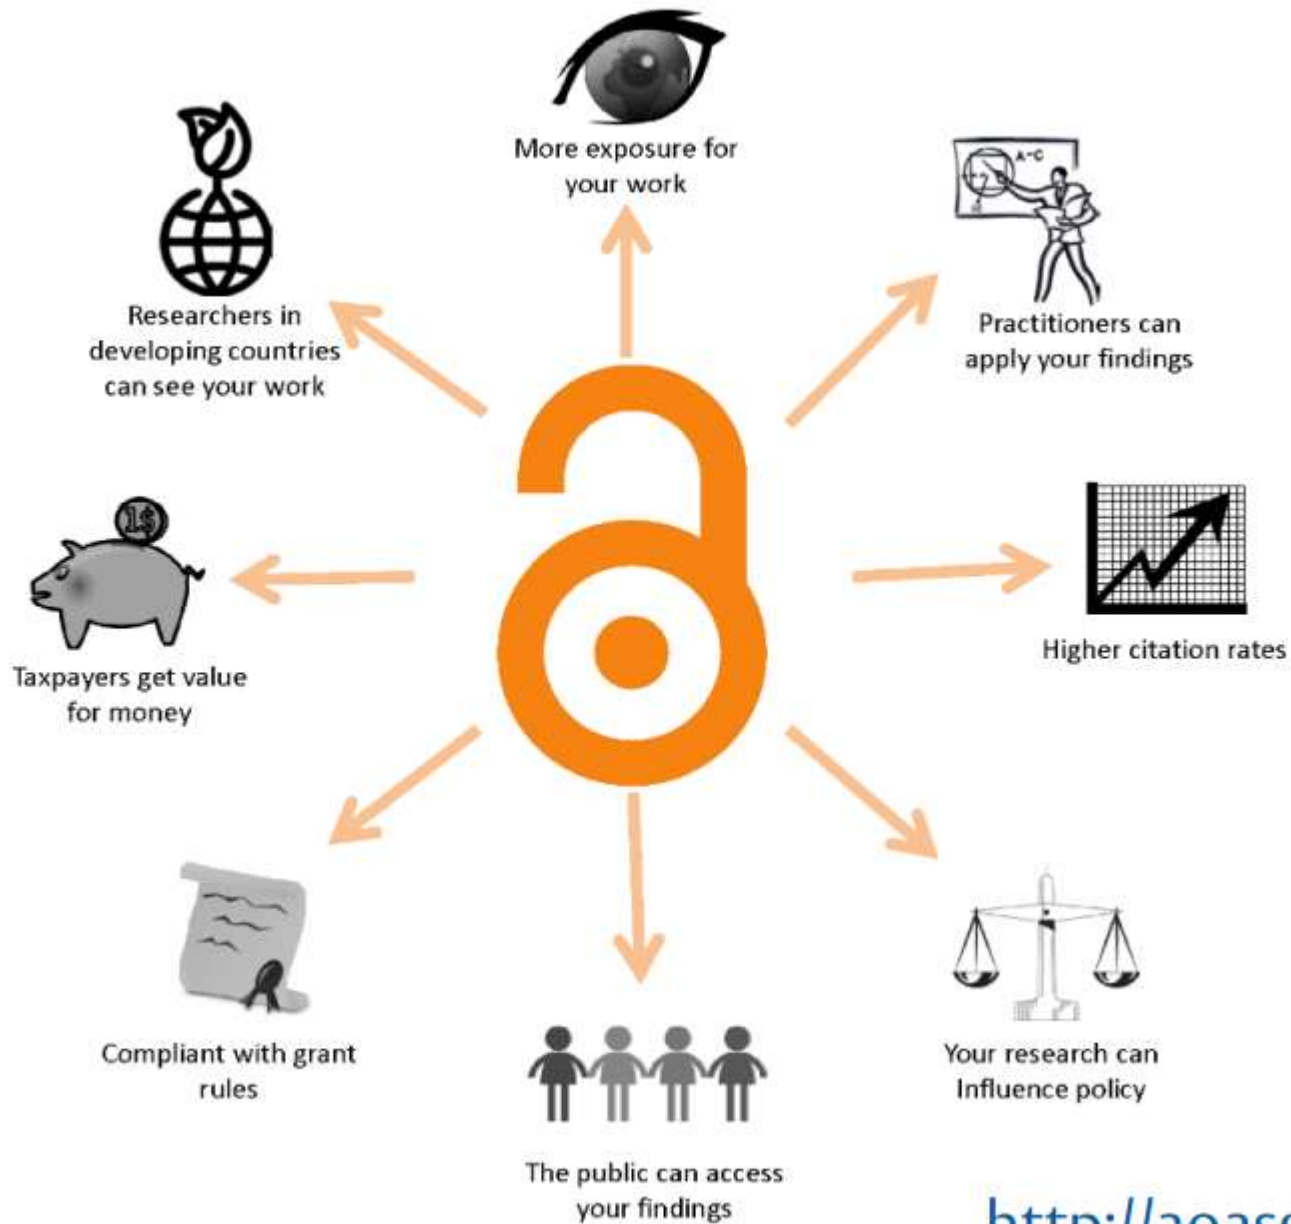 More exposure for
your work
A-C
Practitioners can
apply your findings
Researchers in
developing countries
can see your work
1$
Higher citation rates
Taxpayers get value
for money
Compliant with grant
rules
Your research can
Influence policy
The public can access
your findings